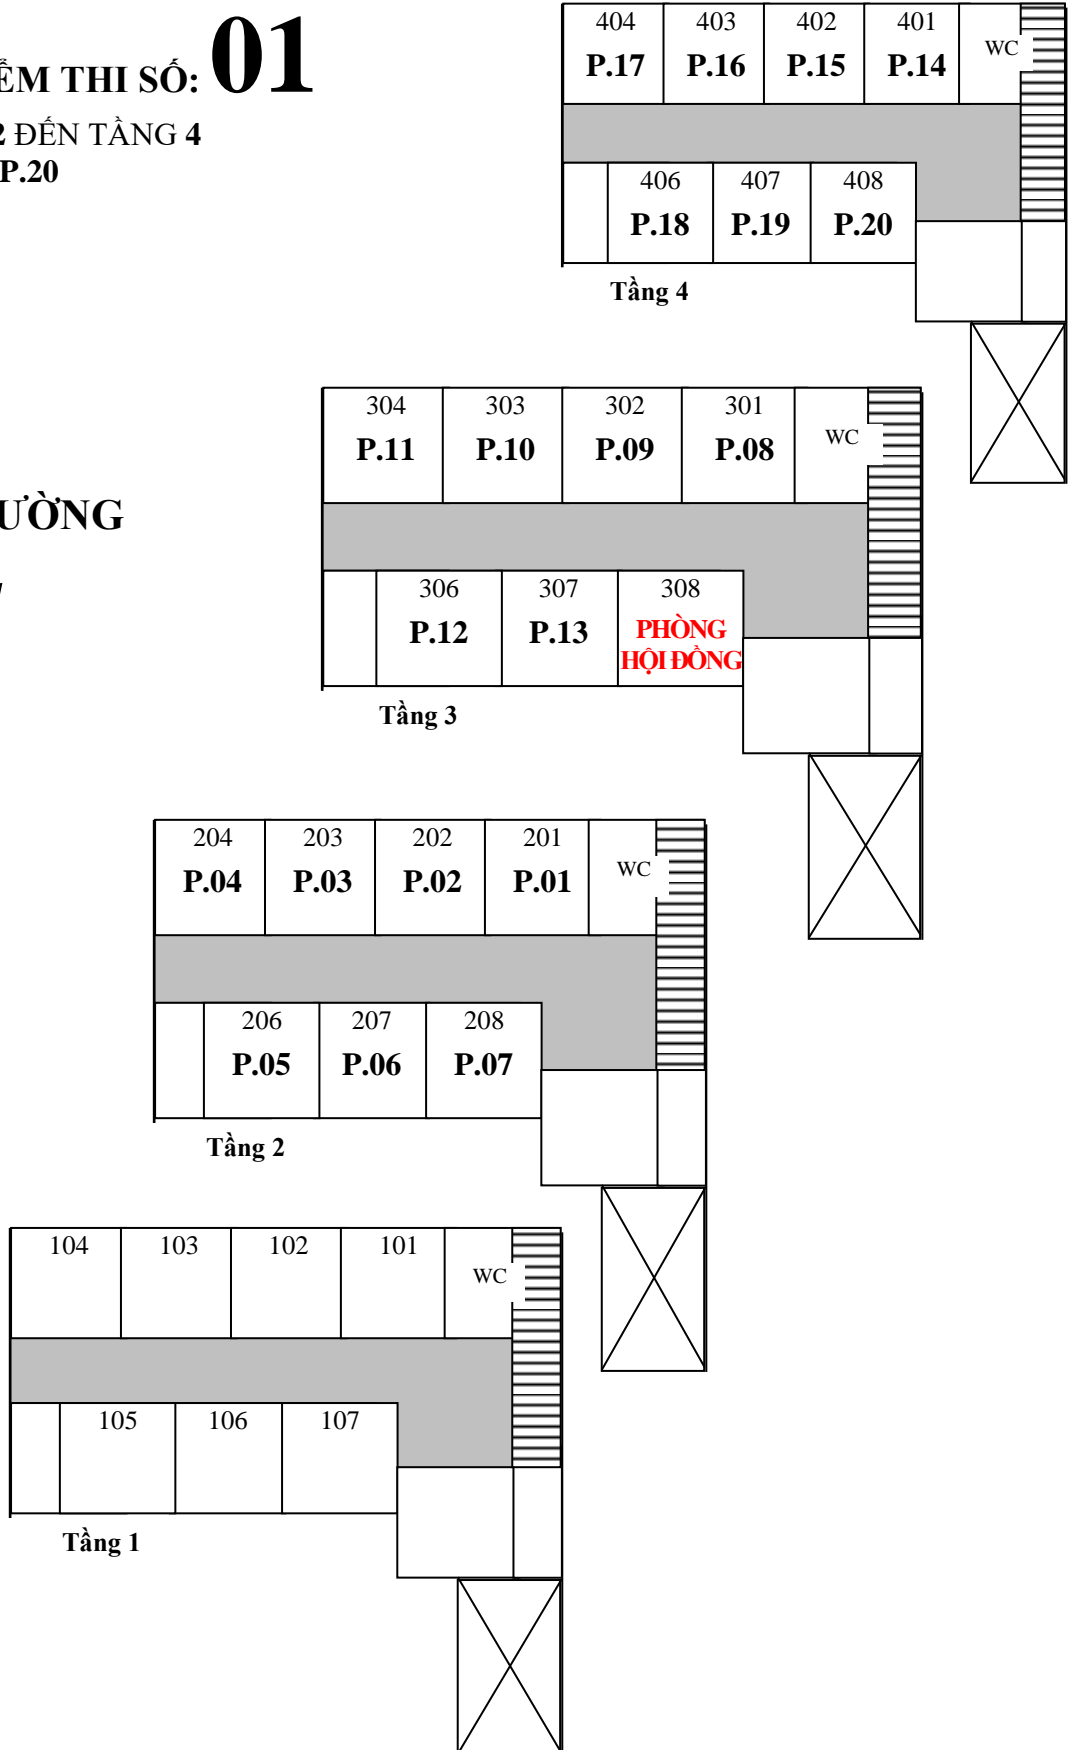 ỂM THI SỐ: 01
2 ĐẾN TẦNG 4
P.20
404 403 402 401 WC
P.17 P.16 P.15 P.14
406 407 408
P.18 P.19 P.20
Tầng 4
304 303 302 301 WC
P.11 P.10 P.09 P.08
ƯỜNG
306 307 308
P.12 P.13 PHÒNG
HỘI ĐỒNG
Tầng 3
204 203 202 201 WC
P.04 P.03 P.02 P.01
206 207 208
P.05 P.06 P.07
Tầng 2
104 103 102 101 WC
105 106 107
Tầng 1